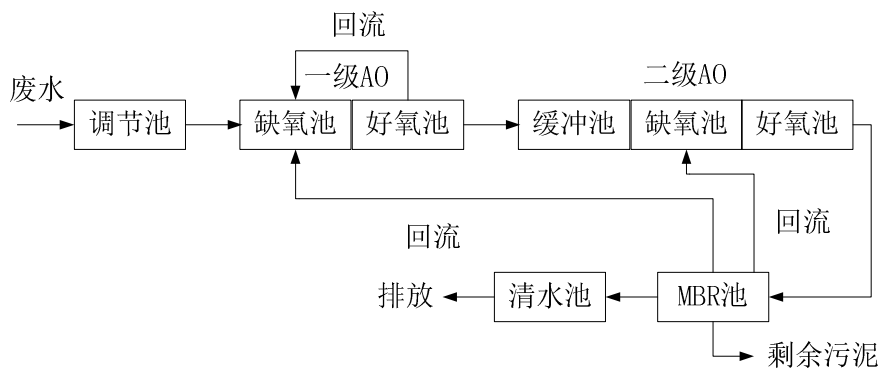 回流
一级AO
二级AO
废水
调节池
缺氧池
好氧池
缓冲池
缺氧池
好氧池
回流
回流
排放
清水池
MBR池
剩余污泥